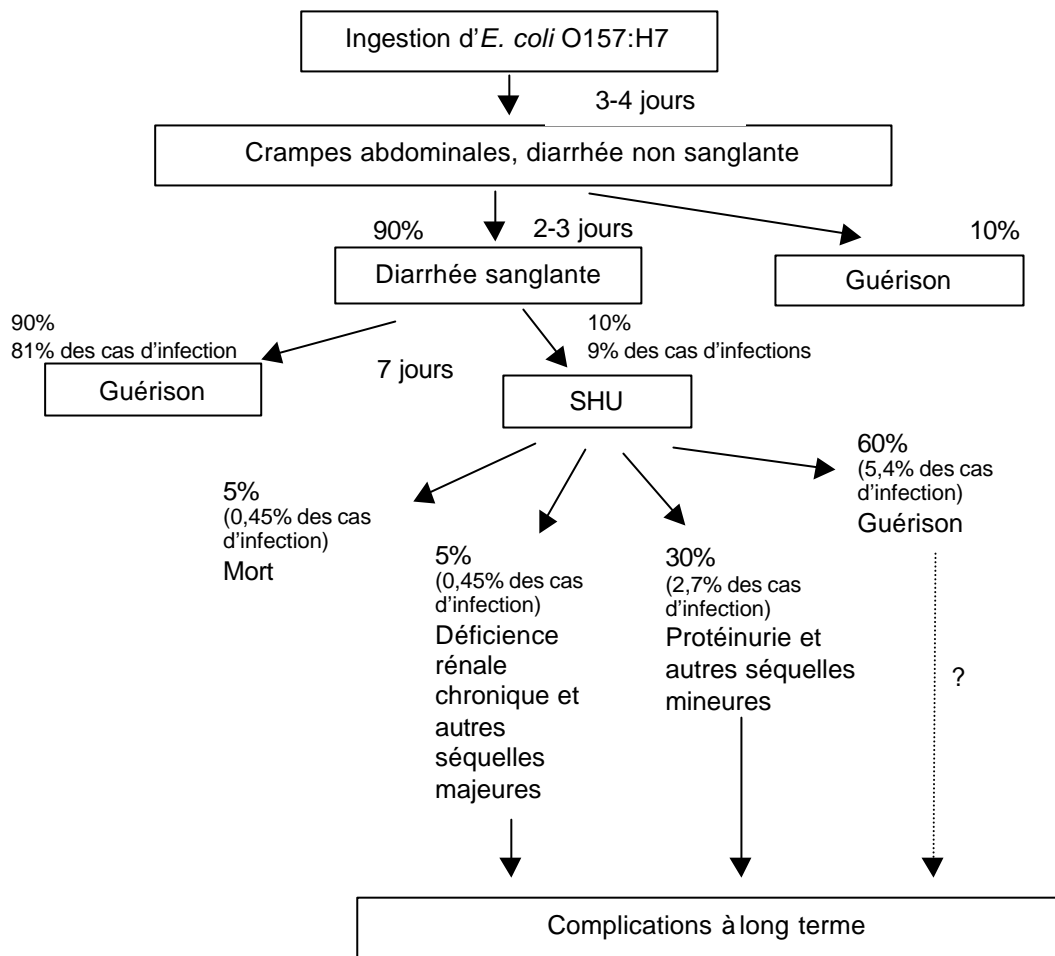 Ingestion d'E. coli O157:H7
3-4 jours
Crampes abdominales, diarrhée non sanglante
90%
2-3 jours
10%
Diarrhée sanglante
Guérison
90%
81% des cas d'infection
7 jours
10%
9% des cas d'infections
Guérison
SHU
5%
(0,45% des cas
d'infection)
Mort
5%
(0,45% des cas
d'infection)
Déficience
rénale
chronique et
autres
séquelles
majeures
30%
(2,7% des cas
d'infection)
Protéinurie et
autres séquelles
mineures
60%
(5,4% des cas
d'infection)
Guérison
?
Complications à long terme